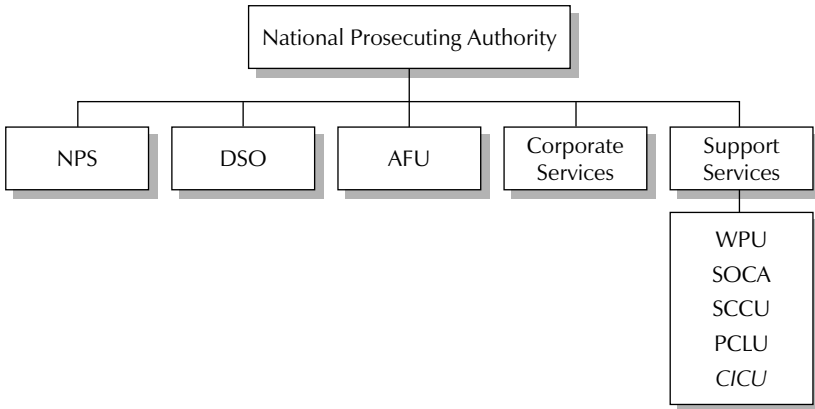 National Prosecuting Authority
NPS
DSO
AFU
Corporate
Services
Support
Services
WPU
SOCA
SCCU
PCLU
CICU